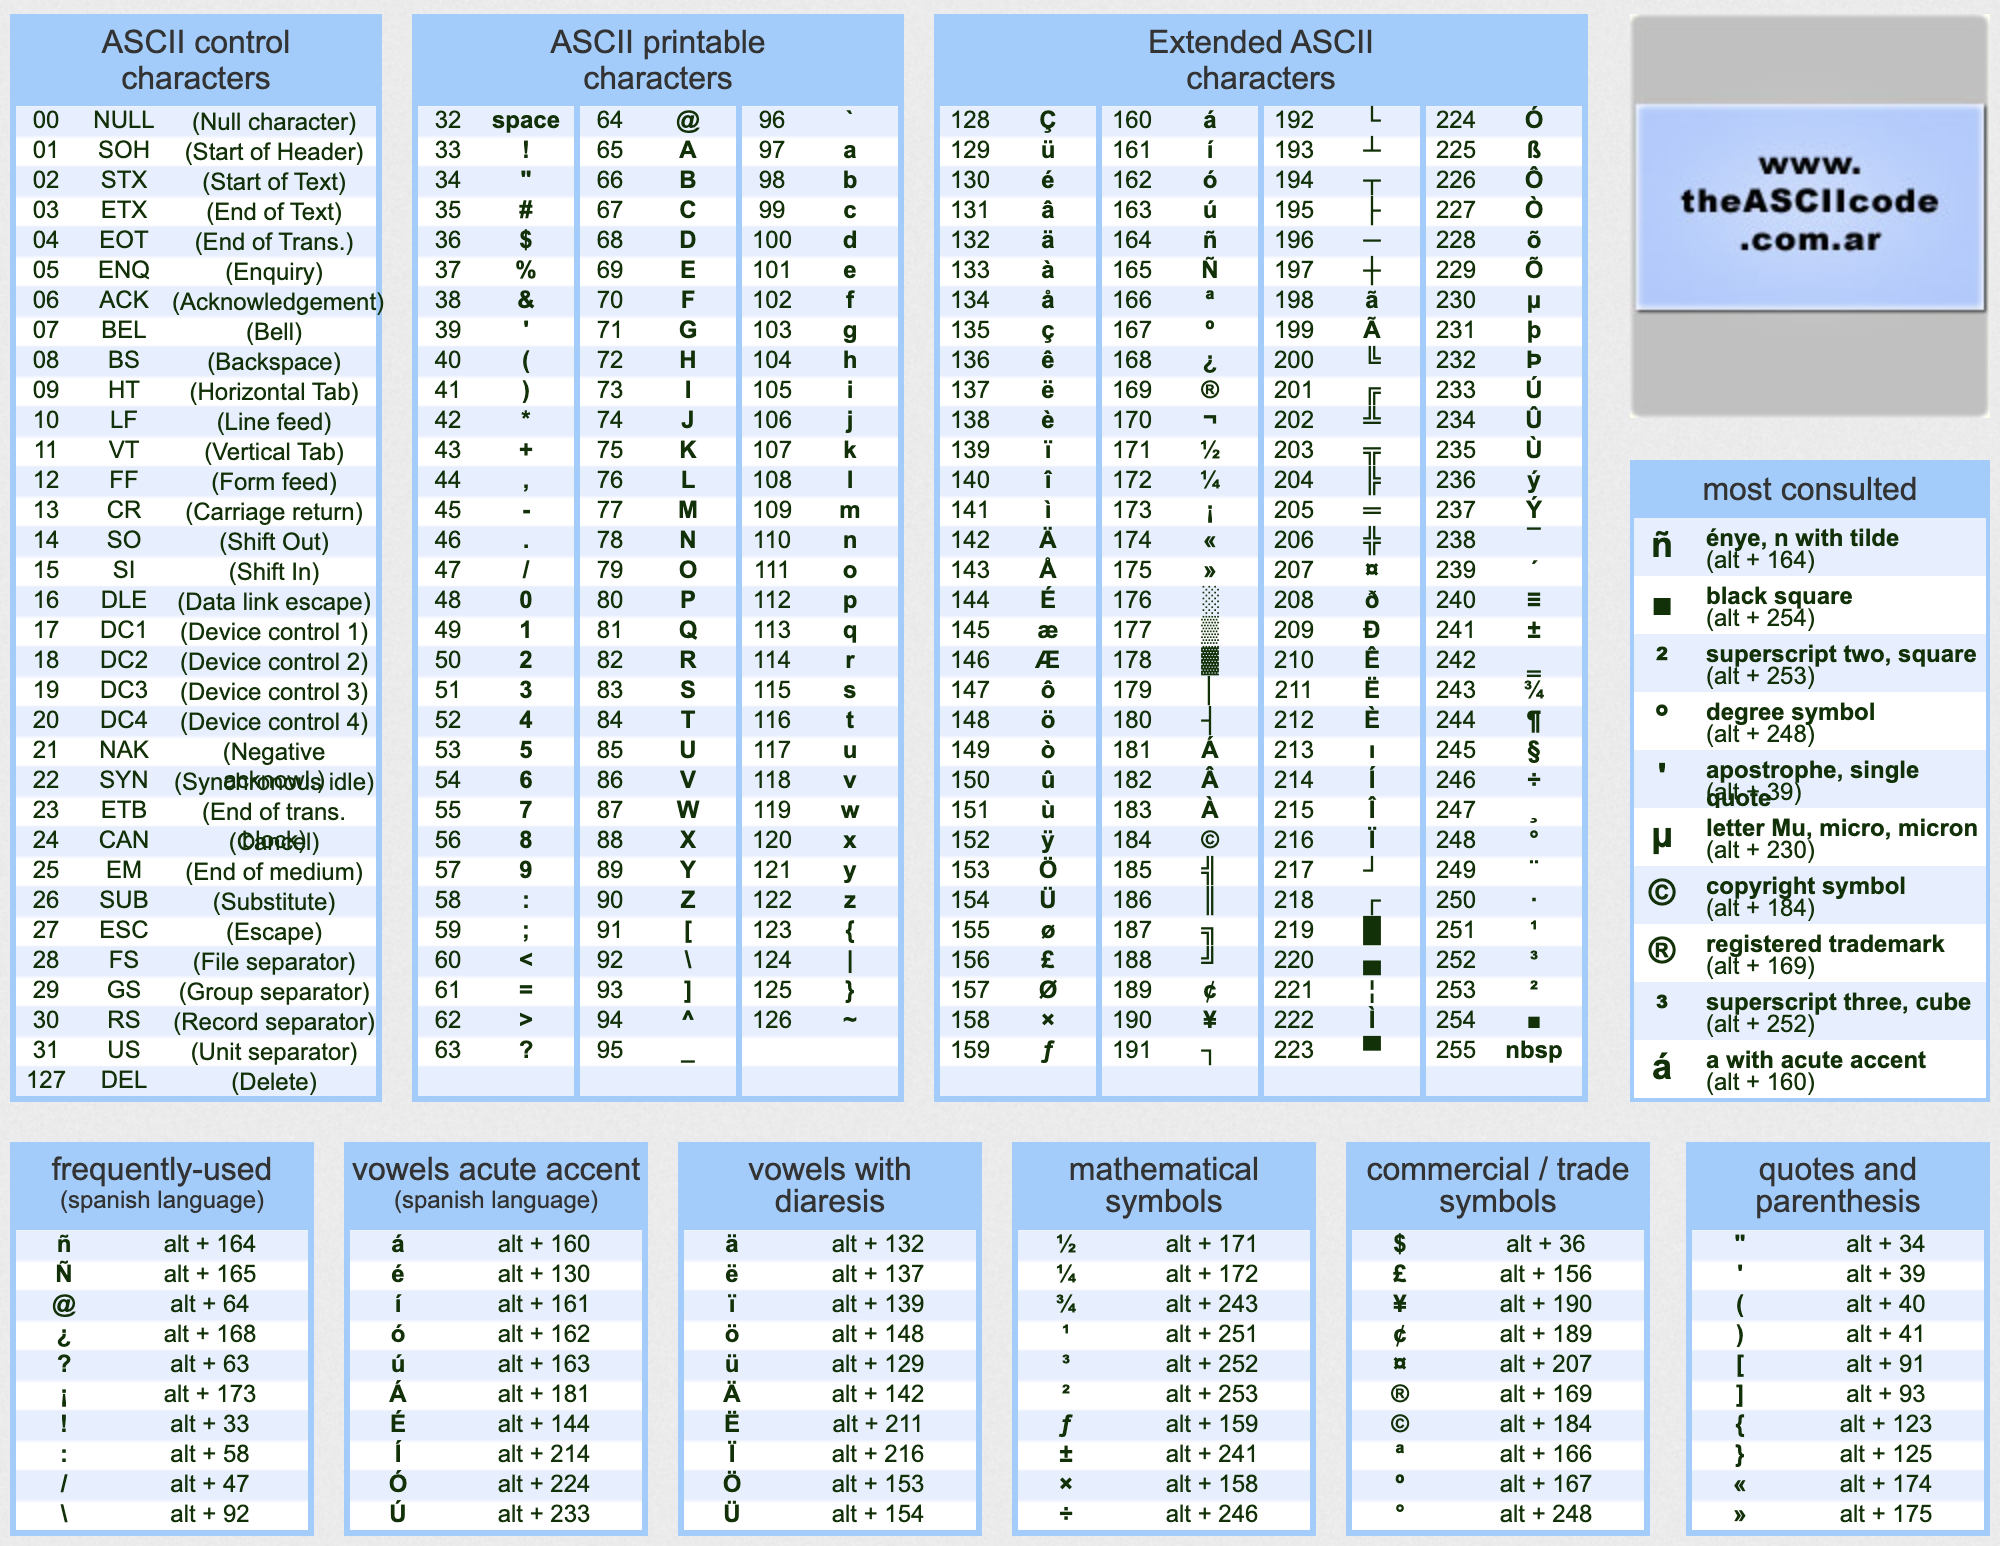 ASCII control
characters
00 NULL (Null character)
01 SOH (Start of Header)
02 STX (Start of Text)
03 ETX (End of Text)
04 EOT (End of Trans.)
05 ENQ (Enquiry)
06 ACK (Acknowledgement)
07 BEL (Bell)
08 BS (Backspace)
09 HT (Horizontal Tab)
10 LF (Line feed)
11 VT (Vertical Tab)
12 FF (Form feed)
13 CR (Carriage return)
14 SO (Shift Out)
15 SI (Shift In)
16 DLE (Data link escape)
17 DC1 (Device control 1)
18 DC2 (Device control 2)
19 DC3 (Device control 3)
20 DC4 (Device control 4)
21 NAK (Negative acknowl.)
22 SYN (Synchronous idle)
23 ETB (End of trans. block)
24 CAN (Cancel)
25 EM (End of medium)
26 SUB (Substitute)
27 ESC (Escape)
28 FS (File separator)
29 GS (Group separator)
30 RS (Record separator)
31 US (Unit separator)
127 DEL (Delete)
ASCII printable
characters
32 space 64 @ 96 `
33 ! 65 A 97 a
34 " 66 B 98 b
35 # 67 C 99 c
36 $ 68 D 100 d
37 % 69 E 101 e
38 & 70 F 102 f
39 ' 71 G 103 g
40 ( 72 H 104 h
41 ) 73 I 105 i
42 * 74 J 106 j
43 + 75 K 107 k
44 , 76 L 108 l
45 - 77 M 109 m
46 . 78 N 110 n
47 / 79 O 111 o
48 0 80 P 112 p
49 1 81 Q 113 q
50 2 82 R 114 r
51 3 83 S 115 s
52 4 84 T 116 t
53 5 85 U 117 u
54 6 86 V 118 v
55 7 87 W 119 w
56 8 88 X 120 x
57 9 89 Y 121 y
58 : 90 Z 122 z
59 ; 91 [ 123 {
60 < 92 \ 124 |
61 = 93 ] 125 }
62 > 94 ^ 126 ~
63 ? 95 _
Extended ASCII
characters
128 Ç 160 á 192 └ 224 Ó
129 ü 161 í 193 ┴ 225 ß
130 é 162 ó 194 ┬ 226 Ô
131 â 163 ú 195 ├ 227 Ò
132 ä 164 ñ 196 ─ 228 õ
133 à 165 Ñ 197 ┼ 229 Õ
134 å 166 ª 198 ã 230 µ
135 ç 167 º 199 Ã 231 þ
136 ê 168 ¿ 200 ╚ 232 Þ
137 ë 169 ® 201 ╔ 233 Ú
138 è 170 ¬ 202 ╩ 234 Û
139 ï 171 ½ 203 ╦ 235 Ù
140 î 172 ¼ 204 ╠ 236 ý
141 ì 173 ¡ 205 ═ 237 Ý
142 Ä 174 « 206 ╬ 238 ¯
143 Å 175 » 207 ¤ 239 ´
144 É 176 ░ 208 ð 240 ≡
145 æ 177 ▒ 209 Ð 241 ±
146 Æ 178 ▓ 210 Ê 242 ‗
147 ô 179 │ 211 Ë 243 ¾
148 ö 180 ┤ 212 È 244 ¶
149 ò 181 Á 213 ı 245 §
150 û 182 Â 214 Í 246 ÷
151 ù 183 À 215 Î 247 ¸
152 ÿ 184 © 216 Ï 248 °
153 Ö 185 ╣ 217 ┘ 249 ¨
154 Ü 186 ║ 218 ┌ 250 ·
155 ø 187 ╗ 219 █ 251 ¹
156 £ 188 ╝ 220 ▄ 252 ³
157 Ø 189 ¢ 221 ¦ 253 ²
158 × 190 ¥ 222 Ì 254 ■
159 ƒ 191 ┐ 223 ▀ 255 nbsp
www.
theASCIIcode
.com.ar
most consulted
ñ énye, n with tilde
(alt + 164)
■ black square
(alt + 254)
² superscript two, square
(alt + 253)
° degree symbol
(alt + 248)
' apostrophe, single
quote
(alt + 39)
µ letter Mu, micro, micron
(alt + 230)
© copyright symbol
(alt + 184)
® registered trademark
(alt + 169)
³ superscript three, cube
(alt + 252)
á a with acute accent
(alt + 160)
frequently-used
(spanish language)
ñ alt + 164
Ñ alt + 165
@ alt + 64
¿ alt + 168
? alt + 63
¡ alt + 173
! alt + 33
: alt + 58
/ alt + 47
\ alt + 92
vowels acute accent
(spanish language)
á alt + 160
é alt + 130
í alt + 161
ó alt + 162
ú alt + 163
Á alt + 181
É alt + 144
Í alt + 214
Ó alt + 224
Ú alt + 233
vowels with
diaresis
ä alt + 132
ë alt + 137
ï alt + 139
ö alt + 148
ü alt + 129
Ä alt + 142
Ë alt + 211
Ï alt + 216
Ö alt + 153
Ü alt + 154
mathematical
symbols
½ alt + 171
¼ alt + 172
¾ alt + 243
¹ alt + 251
³ alt + 252
² alt + 253
ƒ alt + 159
± alt + 241
× alt + 158
÷ alt + 246
commercial / trade
symbols
$ alt + 36
£ alt + 156
¥ alt + 190
¢ alt + 189
¤ alt + 207
® alt + 169
© alt + 184
ª alt + 166
º alt + 167
° alt + 248
quotes and
parenthesis
" alt + 34
' alt + 39
( alt + 40
) alt + 41
[ alt + 91
] alt + 93
{ alt + 123
} alt + 125
« alt + 174
» alt + 175